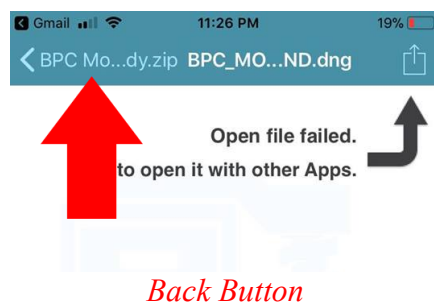 Gmail 11:26 PM 19%
BPC Mo...dy.zip BPC_MO...ND.dng
Open file failed.
to open it with other Apps.
Back Button